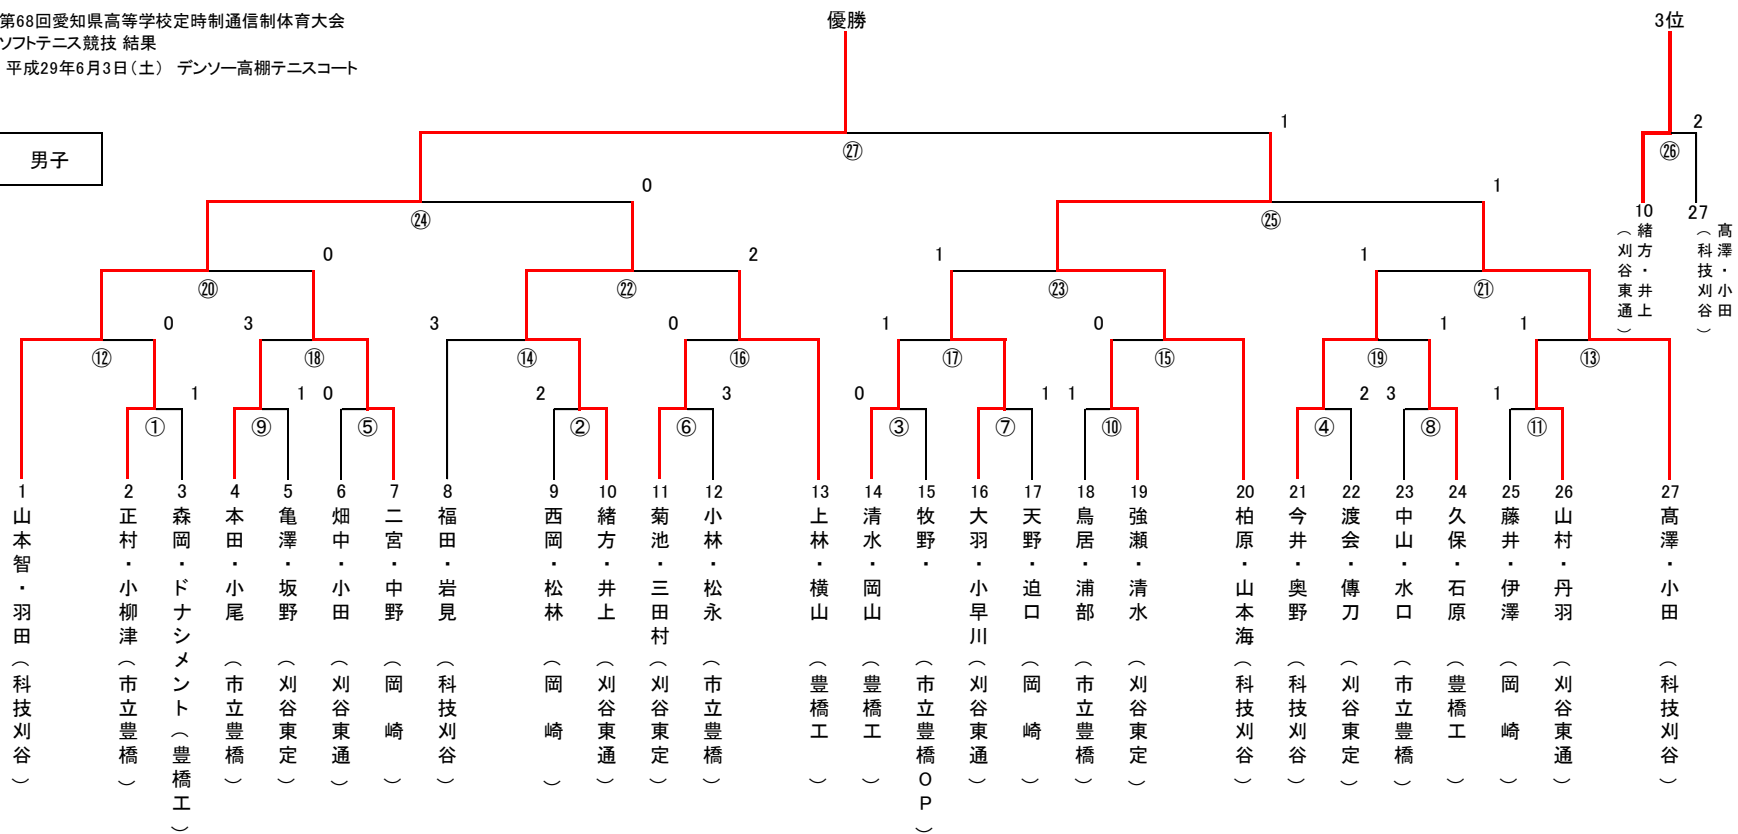 第68回愛知県高等学校定時制通信制体育大会
ソフトテニス競技 結果
平成29年6月3日（土） デンソー高棚テニスコート
男子
優勝
3位
1
㉗
2
㉖
0
㉔
1
㉕
10
緒方・井上
（刈谷東通）
27
髙澤・小田
（科技刈谷）
0
⑳
2
㉒
1
㉓
1
㉑
0
⑫
3
⑱
3
⑭
0
⑯
1
⑰
0
⑮
1
⑲
1
⑬
1
①
1
⑨
0
⑤
2
②
3
⑥
0
③
1
⑦
1
⑩
2
④
3
⑧
1
⑪
1 山本智・羽田（科技刈谷）
2 正村・小柳津（市立豊橋）
3 森岡・ドナシメント（豊橋工）
4 本田・小尾（市立豊橋）
5 亀澤・坂野（刈谷東定）
6 畑中・小田（刈谷東通）
7 二宮・中野（岡崎）
8 福田・岩見（科技刈谷）
9 西岡・松林（岡崎）
10 緒方・井上（刈谷東通）
11 菊池・三田村（刈谷東定）
12 小林・松永（市立豊橋）
13 上林・横山（豊橋工）
14 清水・岡山（豊橋工）
15 牧野・（市立豊橋OP）
16 大羽・小早川（刈谷東通）
17 天野・迫口（岡崎）
18 鳥居・浦部（市立豊橋）
19 強瀬・清水（刈谷東定）
20 柏原・山本海（科技刈谷）
21 今井・奥野（科技刈谷）
22 渡会・傳刀（刈谷東定）
23 中山・水口（市立豊橋）
24 久保・石原（豊橋工）
25 藤井・伊澤（岡崎）
26 山村・丹羽（刈谷東通）
27 髙澤・小田（科技刈谷）